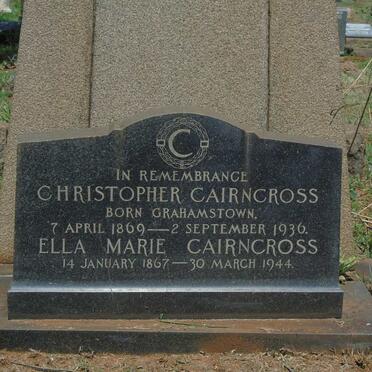 C
IN REMEMBRANCE
CHRISTOPHER CAIRNCROSS
BORN GRAHAMSTOWN,
7 APRIL 1869 — 2 SEPTEMBER 1936.
ELLA MARIE CAIRNCROSS
14 JANUARY 1867 — 30 MARCH 1944.